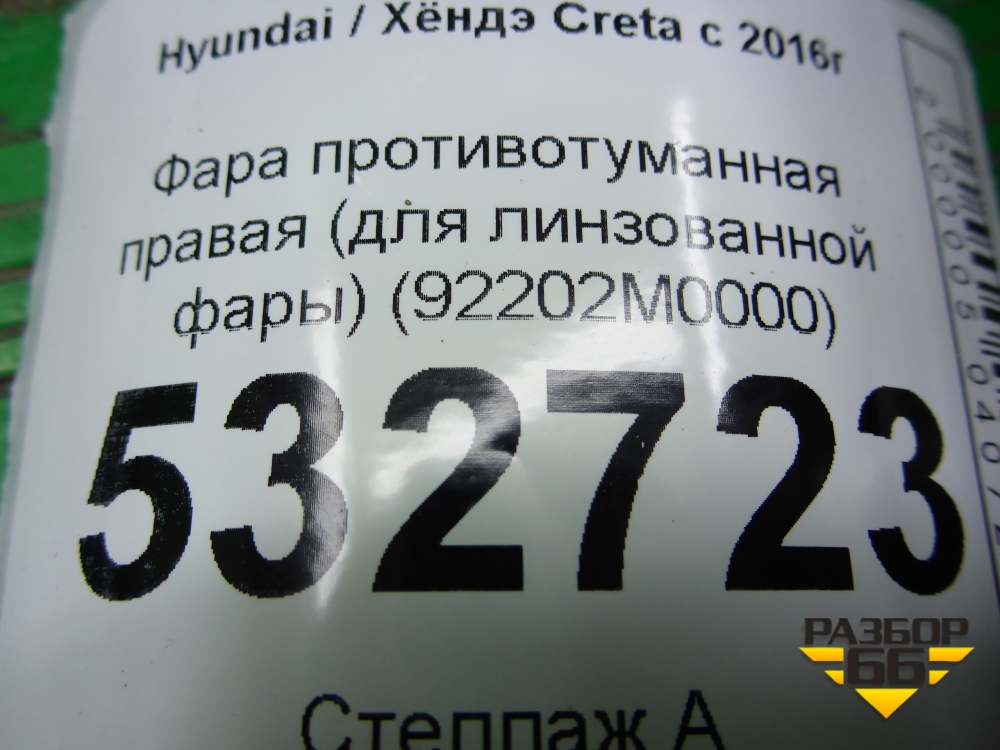 Hyundai / Хёндэ Creta с 2016г
Фара противотуманная
правая (для линзованной
фары) (92202M0000)
532723
Стеллаж А
РАЗБОР
66